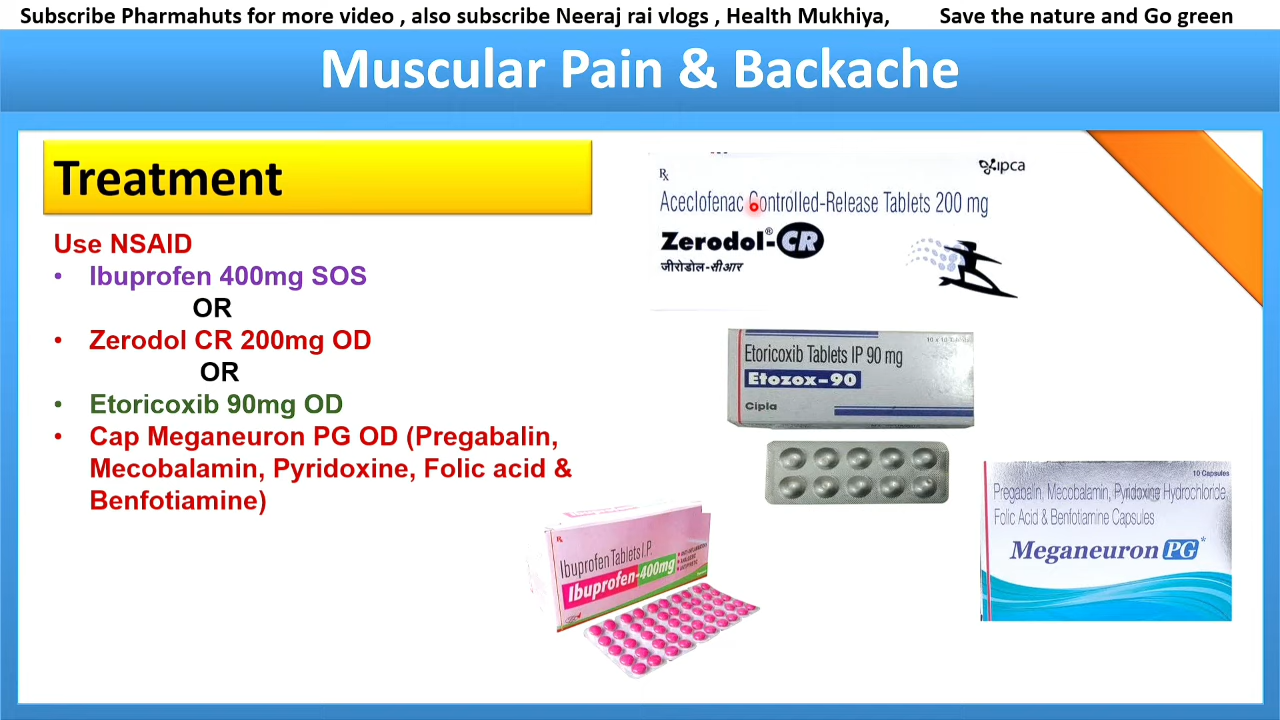 Subscribe Pharmahuts for more video , also subscribe Neeraj rai vlogs , Health Mukhiya, Save the nature and Go green
Muscular Pain & Backache
Treatment
Use NSAID
• Ibuprofen 400mg SOS
OR
• Zerodol CR 200mg OD
OR
• Etoricoxib 90mg OD
• Cap Meganeuron PG OD (Pregabalin,
Mecobalamin, Pyridoxine, Folic acid &
Benfotiamine)
Rx
ipca
Aceclofenac Controlled-Release Tablets 200 mg
Zerodol®-CR
जीरोडोल-सीआर
Etoricoxib Tablets IP 90 mg
Etozox-90
Cipla
Rx
Ibuprofen Tablets I.P.
Ibuprofen-400mg
10 Capsules
Pregabalin, Mecobalamin, Pyridoxine Hydrochloride,
Folic Acid & Benfotiamine Capsules
Meganeuron PG*